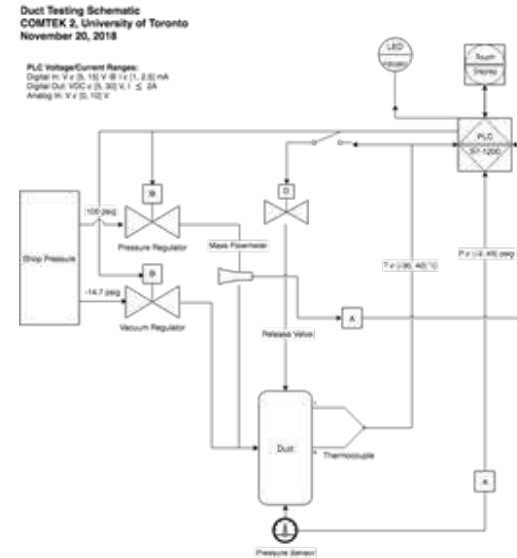 Duct Testing Schematic
COMTEK 2, University of Toronto
November 20, 2018
PLC Voltage/Current Ranges:
Digital In: V ε [5, 15] V @ I ε [1, 2.5] mA
Digital Out: VDC ε [5, 30] V, I ≤ 2A
Analog In: V ε [0, 10] V
LED
Touch
Display
PLC
S7-1200
B
D
100 psig
Shop Pressure
Pressure Regulator
Mass Flowmeter
B
-14.7 psig
Vacuum Regulator
A
Release Valve
Duct
Thermocouple
A
Pressure Sensor